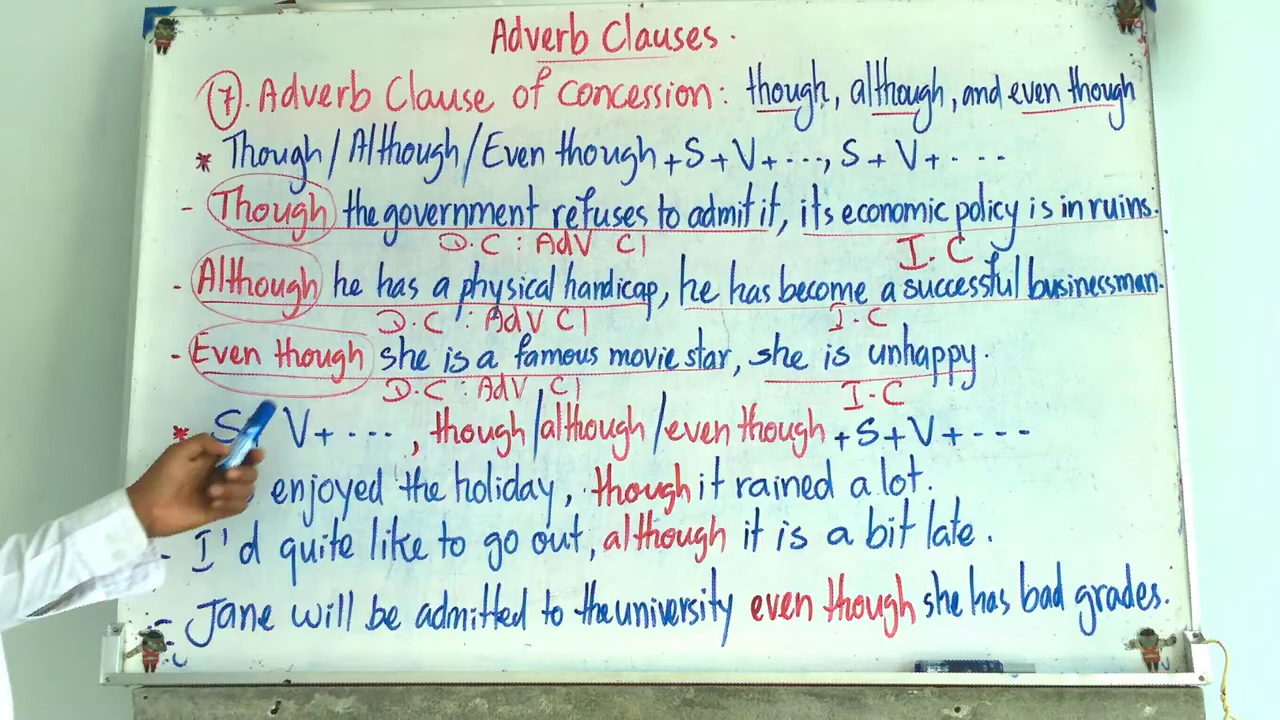 Adverb Clauses.
7. Adverb Clause of concession: though, although, and even though
* Though/Although/Even though + S + V + ..., S + V + ....
- Though the government refuses to admit it, its economic policy is in ruins.
D.C : Adv Cl I.C
- Although he has a physical handicap, he has become a successful businessman.
D.C : Adv Cl I.C
- Even though she is a famous movie star, she is unhappy.
D.C : Adv Cl I.C
* S V + ...., though/although/even though + S + V + ....
enjoyed the holiday, though it rained a lot.
- I'd quite like to go out, although it is a bit late.
- Jane will be admitted to the university even though she has bad grades.